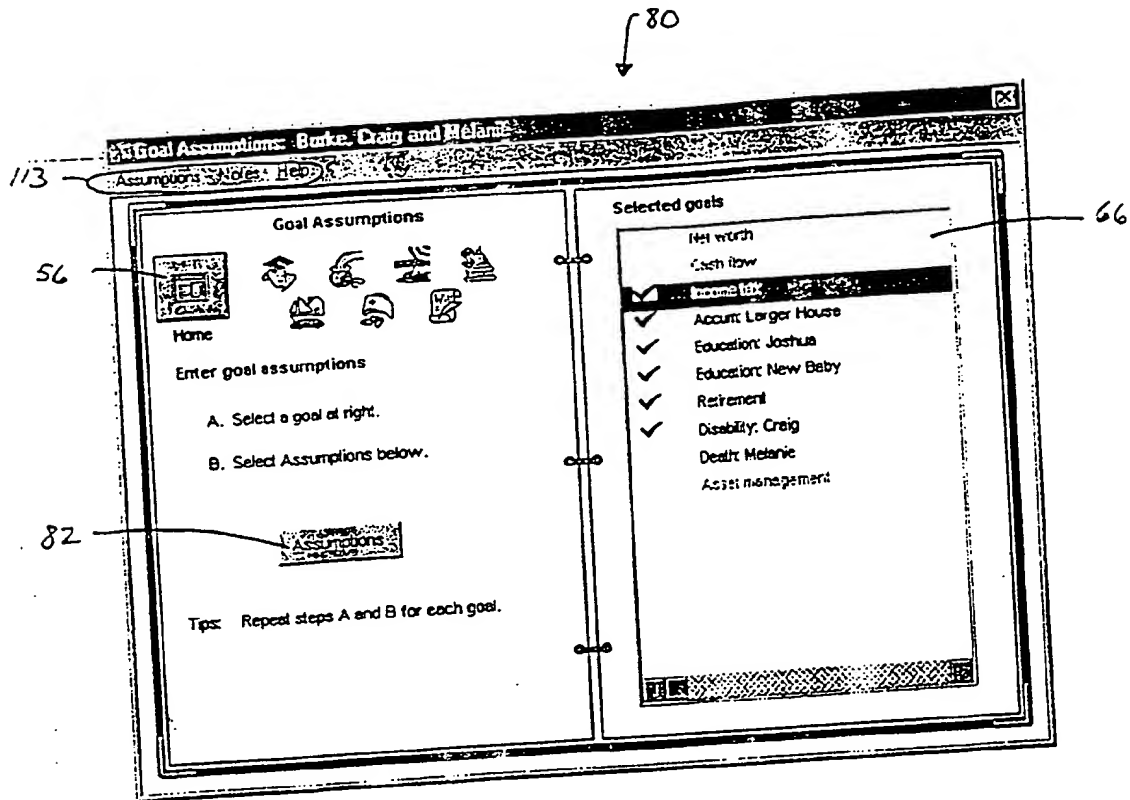 80
Goal Assumptions: Burke, Craig and Melanie
113
Assumptions Notes Help
Goal Assumptions
56
Home
Enter goal assumptions
A. Select a goal at right.
B. Select Assumptions below.
82
Assumptions
Tips: Repeat steps A and B for each goal.
Selected goals
66
Net worth
Cash flow
Income tax
Accum: Larger House
Education: Joshua
Education: New Baby
Retirement
Disability: Craig
Death: Melanie
Asset management